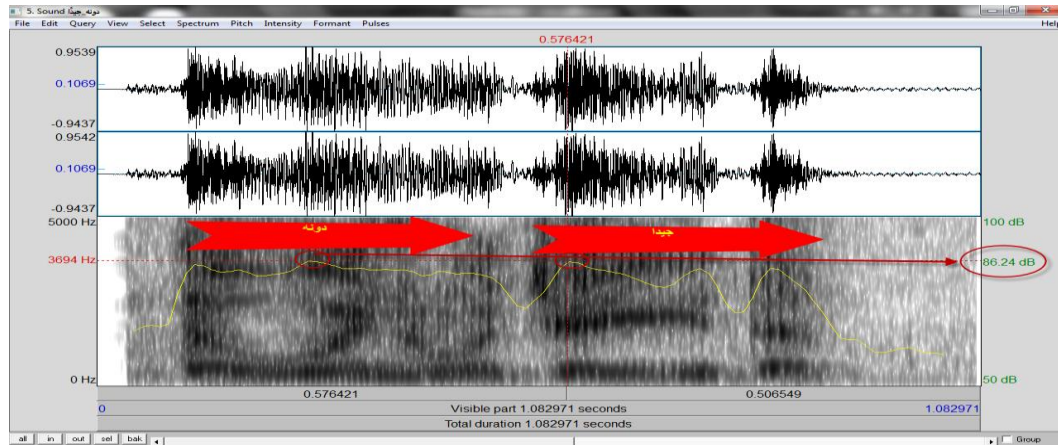 5. Sound دونه_جيدًا
File Edit Query View Select Spectrum Pitch Intensity Formant Pulses Help
0.576421
0.9539
0.1069
-0.9437
0.9542
0.1069
-0.9437
5000 Hz 100 dB
دونه جيدا
3694 Hz 86.24 dB
0 Hz 50 dB
0.576421 0.506549
0 Visible part 1.082971 seconds 1.082971
Total duration 1.082971 seconds
all in out sel bak Group